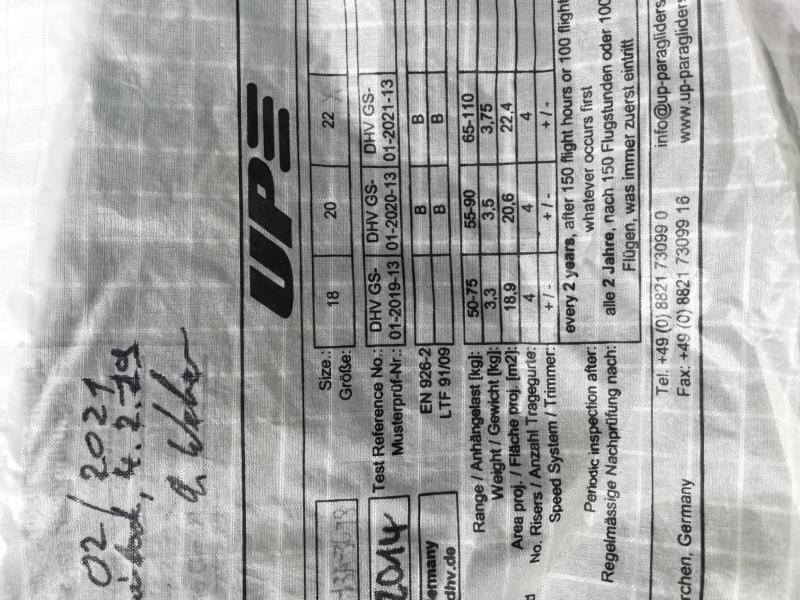 02/2021
UP
Size.: 18 20 22
Größe:
Test Reference No.: DHV GS- DHV GS- DHV GS-
Musterprüf-Nr.: 01-2019-13 01-2020-13 01-2021-13
2014
EN 926-2 B B
LTF 91/09 B B
ermany
dhv.de
Range / Anhängelast [kg]: 50-75 55-90 65-110
Weight / Gewicht [kg]: 3,3 3,5 3,75
Area proj. / Fläche proj. [m2]: 18,9 20,6 22,4
No. Risers / Anzahl Tragegurte: 4 4 4
Speed System / Trimmer: + / - + / - + / -
Periodic inspection after: every 2 years, after 150 flight hours or 100 flight
whatever occurs first
Regelmässige Nachprüfung nach: alle 2 Jahre, nach 150 Flugstunden oder 100
Flügen, was immer zuerst eintritt
rchen, Germany
Tel. +49 (0) 8821 73099 0
Fax: +49 (0) 8821 73099 16
info@up-paragliders
www.up-paragliders